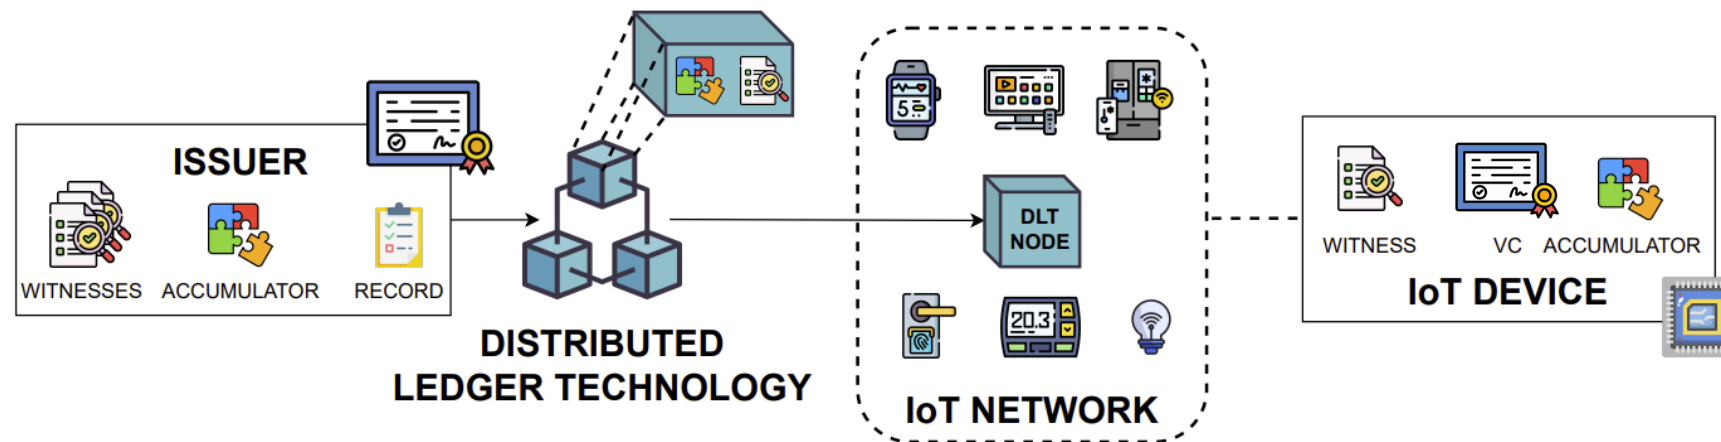 ISSUER
WITNESSES
ACCUMULATOR
RECORD
DISTRIBUTED
LEDGER TECHNOLOGY
5
DLT
NODE
20.3
IoT NETWORK
WITNESS
VC
ACCUMULATOR
IoT DEVICE